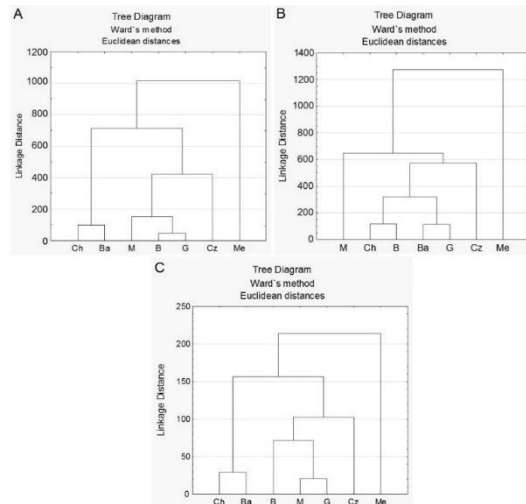 A
Tree Diagram
Ward`s method
Euclidean distances
Linkage Distance
1200
1000
800
600
400
200
0
Ch Ba M B G Cz Me
B
Tree Diagram
Ward`s method
Euclidean distances
Linkage Distance
1400
1200
1000
800
600
400
200
0
M Ch B Ba G Cz Me
C
Tree Diagram
Ward`s method
Euclidean distances
Linkage Distance
250
200
150
100
50
0
Ch Ba B M G Cz Me